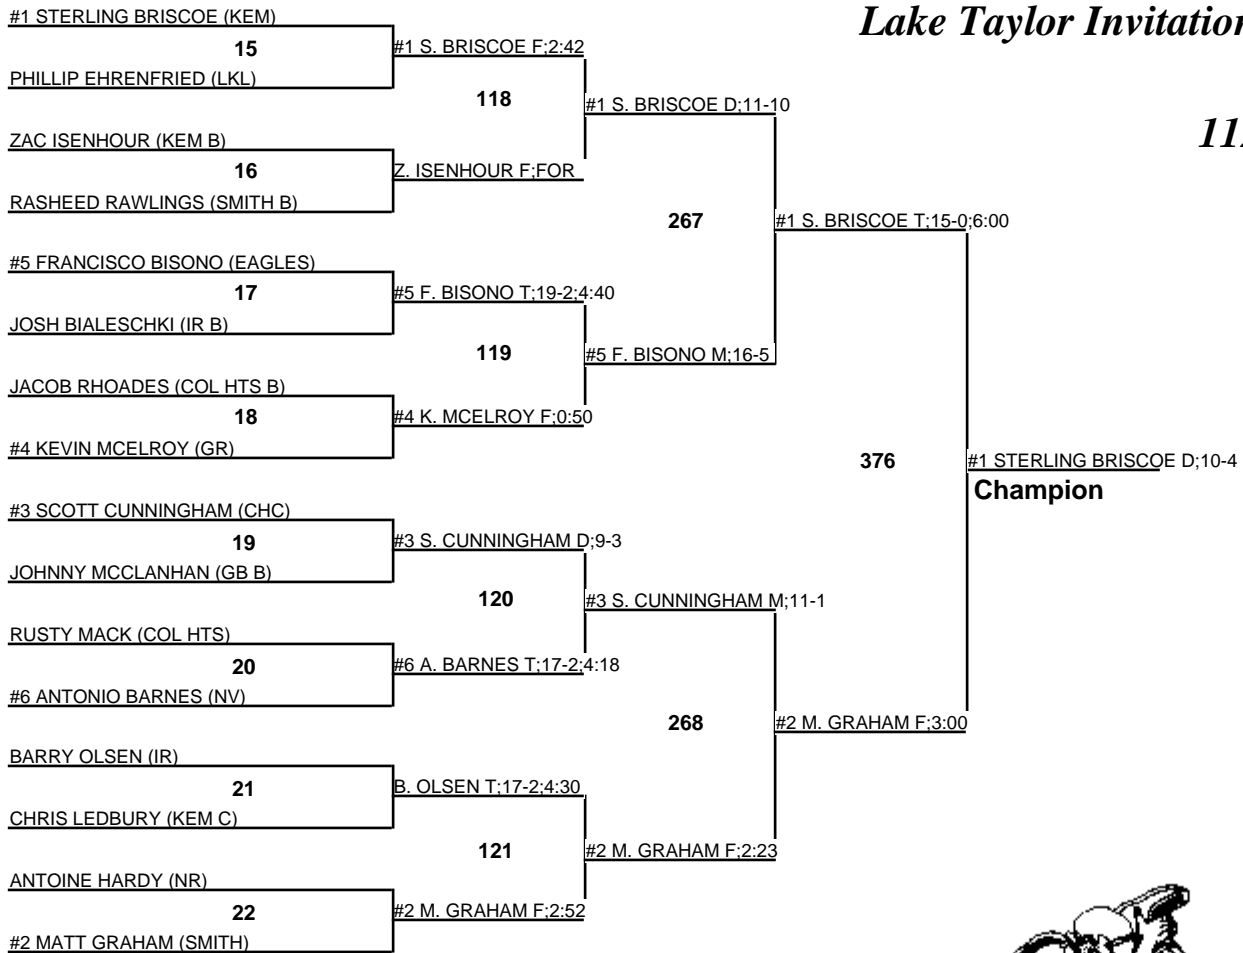 #1 STERLING BRISCOE (KEM)
Lake Taylor Invitation
15
#1 S. BRISCOE F;2:42
PHILLIP EHRENFRIED (LKL)
118
#1 S. BRISCOE D;11-10
ZAC ISENHOUR (KEM B)
11
16
Z. ISENHOUR F;FOR
RASHEED RAWLINGS (SMITH B)
267
#1 S. BRISCOE T;15-0;6:00
#5 FRANCISCO BISONO (EAGLES)
17
#5 F. BISONO T;19-2;4:40
JOSH BIALESCHKI (IR B)
119
#5 F. BISONO M;16-5
JACOB RHOADES (COL HTS B)
18
#4 K. MCELROY F;0:50
#4 KEVIN MCELROY (GR)
376
#1 STERLING BRISCOE D;10-4
Champion
#3 SCOTT CUNNINGHAM (CHC)
19
#3 S. CUNNINGHAM D;9-3
JOHNNY MCCLANHAN (GB B)
120
#3 S. CUNNINGHAM M;11-1
RUSTY MACK (COL HTS)
20
#6 A. BARNES T;17-2;4:18
#6 ANTONIO BARNES (NV)
268
#2 M. GRAHAM F;3:00
BARRY OLSEN (IR)
21
B. OLSEN T;17-2;4:30
CHRIS LEDBURY (KEM C)
121
#2 M. GRAHAM F;2:23
ANTOINE HARDY (NR)
22
#2 M. GRAHAM F;2:52
#2 MATT GRAHAM (SMITH)